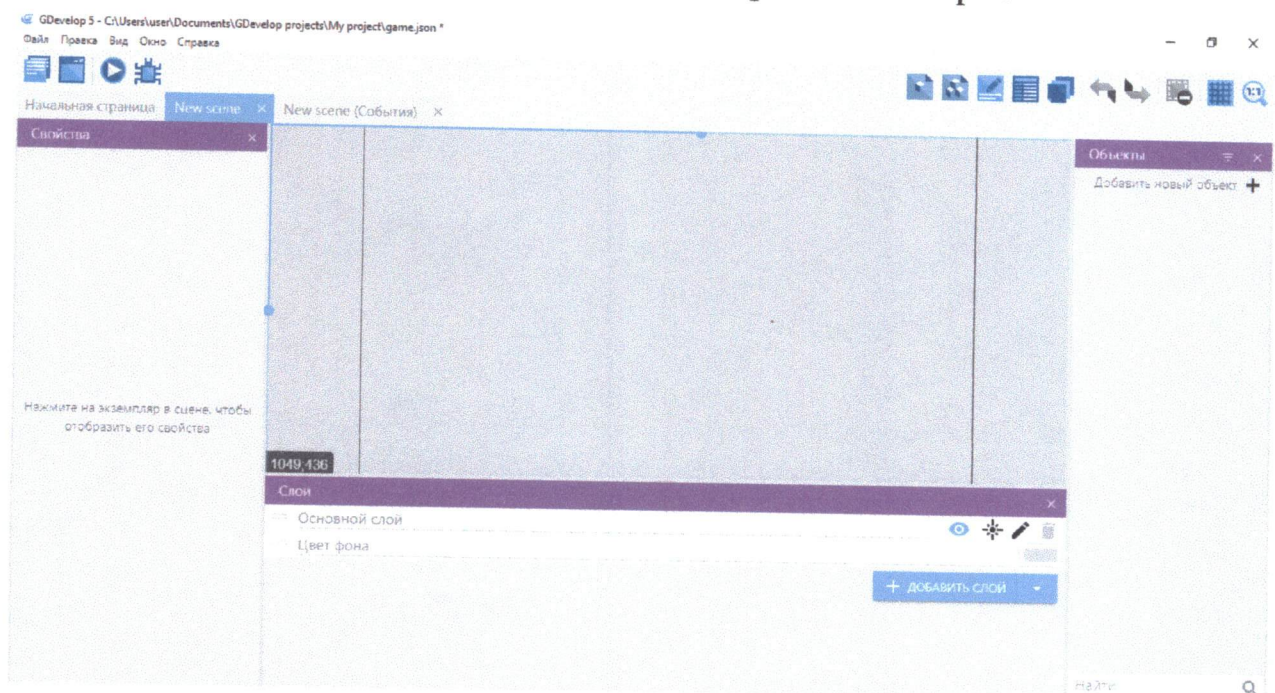 GDevelop 5 - C:\Users\user\Documents\GDevelop projects\My project\game.json *
Файл Правка Вид Окно Справка
Начальная страница New scene × New scene (События) ×
Свойства ×
Объекты ×
Добавить новый объект +
1:1
Нажмите на экземпляр в сцене, чтобы
отобразить его свойства
1049;436
Слои ×
Основной слой
Цвет фона
+ ДОБАВИТЬ СЛОЙ
Найти